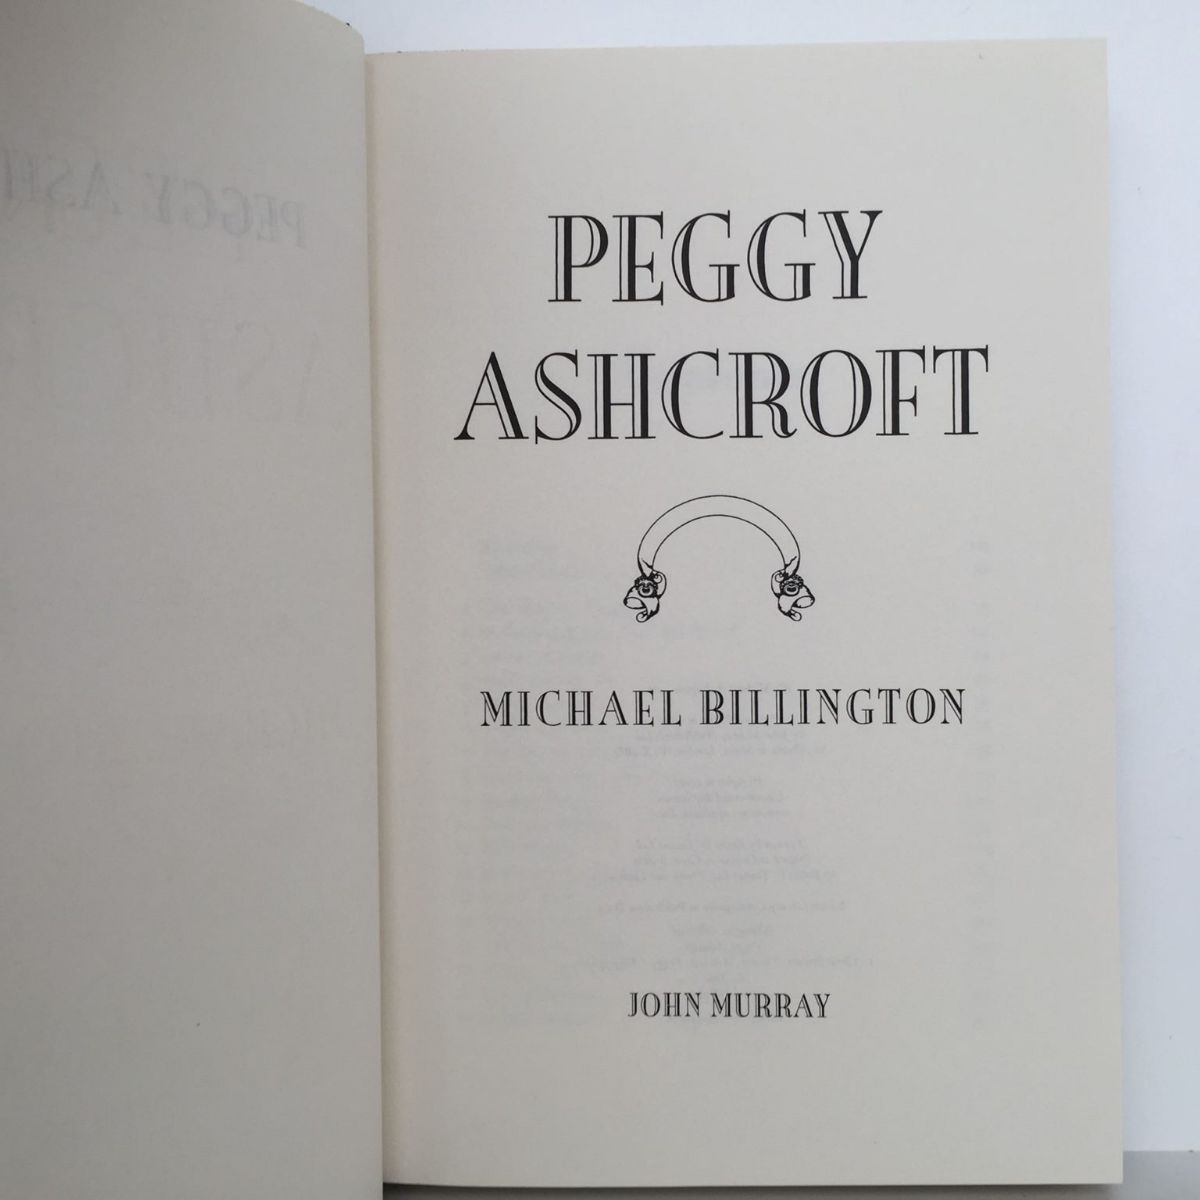 PEGGY
ASHCROFT
MICHAEL BILLINGTON
JOHN MURRAY